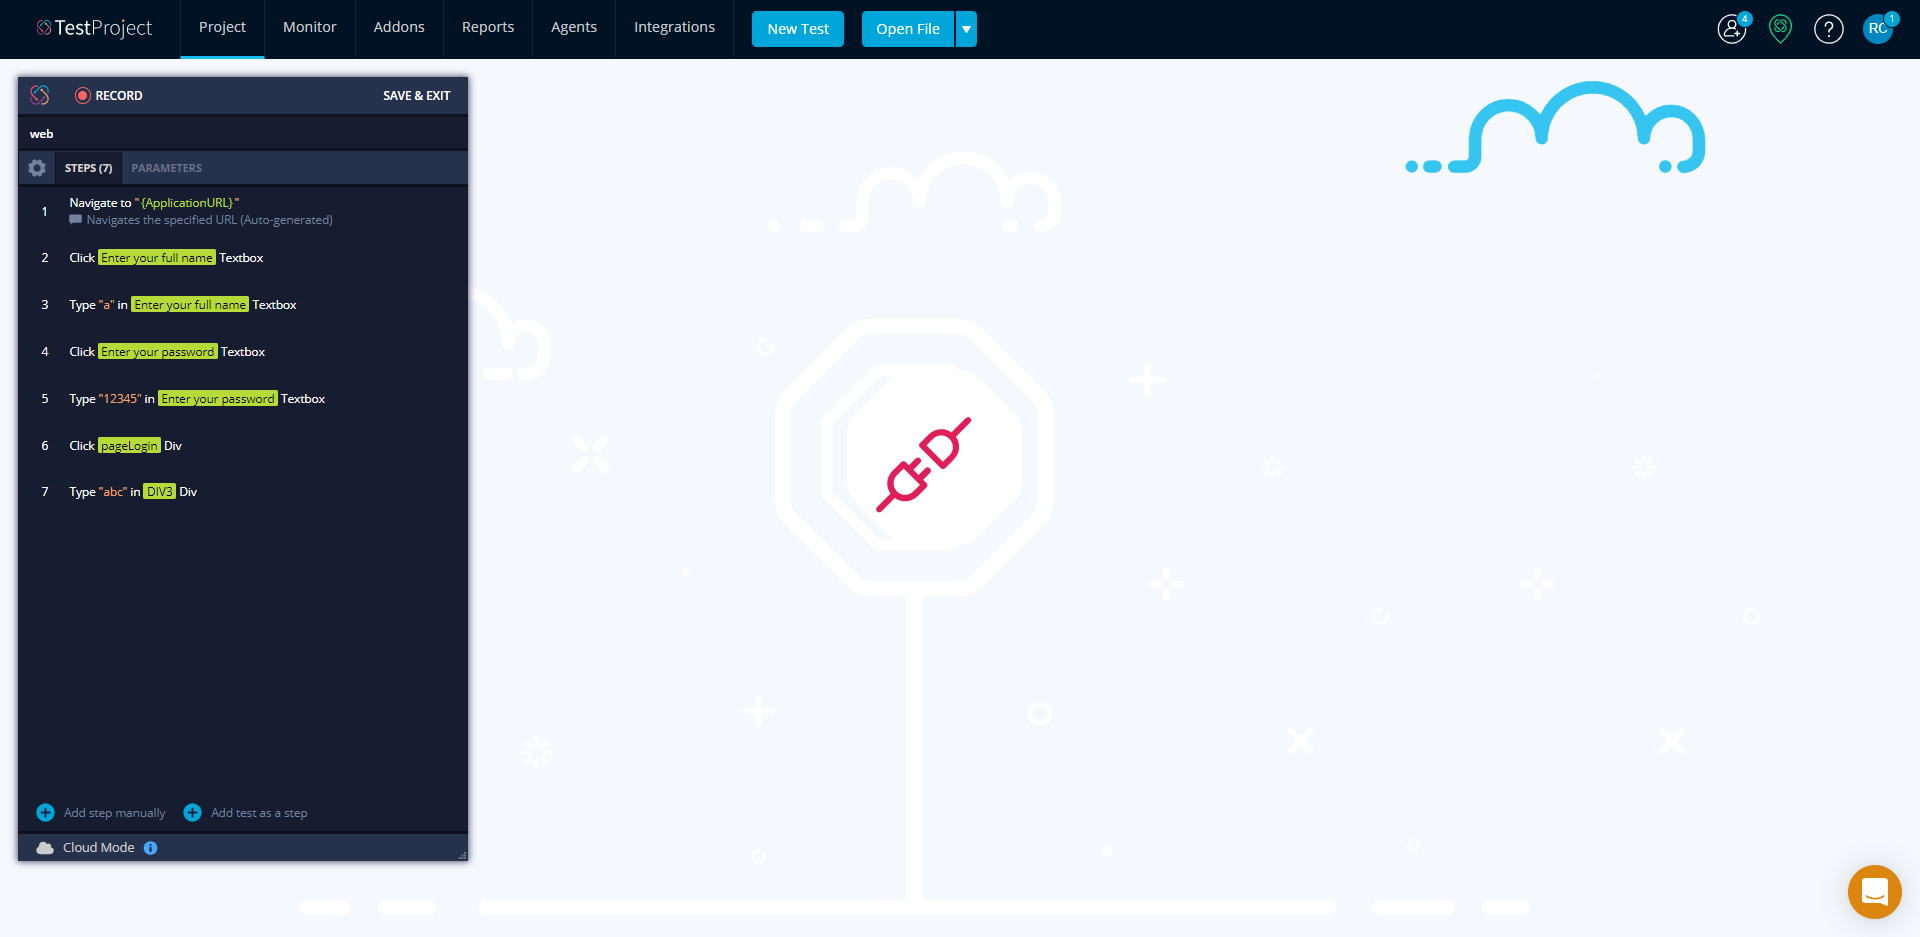 TestProject Project Monitor Addons Reports Agents Integrations New Test Open File 4 ? RC 1
RECORD SAVE & EXIT
web
STEPS (7) PARAMETERS
1 Navigate to "{ApplicationURL}"
Navigates the specified URL (Auto-generated)
2 Click Enter your full name Textbox
3 Type "a" in Enter your full name Textbox
4 Click Enter your password Textbox
5 Type "12345" in Enter your password Textbox
6 Click pageLogin Div
7 Type "abc" in DIV3 Div
Add step manually Add test as a step
Cloud Mode i